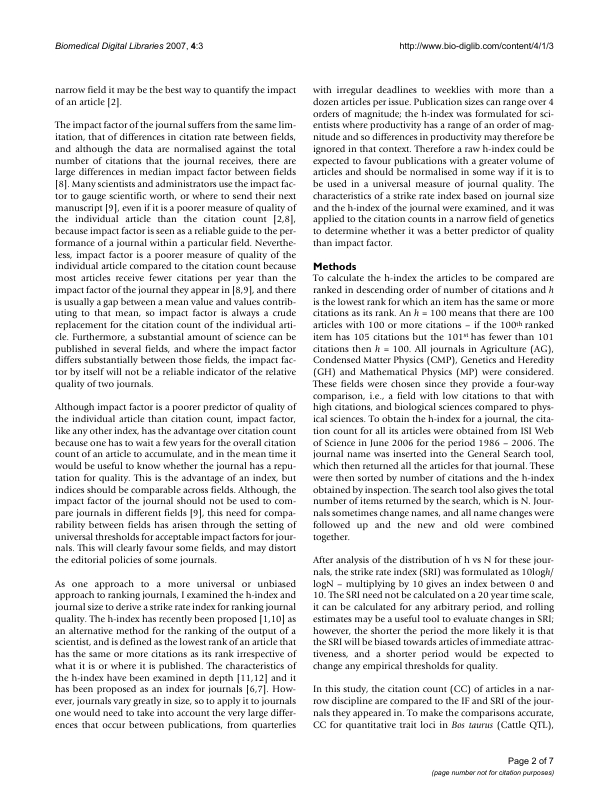 Biomedical Digital Libraries 2007, 4:3
http://www.bio-diglib.com/content/4/1/3
narrow field it may be the best way to quantify the impact
of an article [2].
The impact factor of the journal suffers from the same lim-
itation, that of differences in citation rate between fields,
and although the data are normalised against the total
number of citations that the journal receives, there are
large differences in median impact factor between fields
[8]. Many scientists and administrators use the impact fac-
tor to gauge scientific worth, or where to send their next
manuscript [9], even if it is a poorer measure of quality of
the individual article than the citation count [2,8],
because impact factor is seen as a reliable guide to the per-
formance of a journal within a particular field. Neverthe-
less, impact factor is a poorer measure of quality of the
individual article compared to the citation count because
most articles receive fewer citations per year than the
impact factor of the journal they appear in [8,9], and there
is usually a gap between a mean value and values contrib-
uting to that mean, so impact factor is always a crude
replacement for the citation count of the individual arti-
cle. Furthermore, a substantial amount of science can be
published in several fields, and where the impact factor
differs substantially between those fields, the impact fac-
tor by itself will not be a reliable indicator of the relative
quality of two journals.
Although impact factor is a poorer predictor of quality of
the individual article than citation count, impact factor,
like any other index, has the advantage over citation count
because one has to wait a few years for the overall citation
count of an article to accumulate, and in the mean time it
would be useful to know whether the journal has a repu-
tation for quality. This is the advantage of an index, but
indices should be comparable across fields. Although, the
impact factor of the journal should not be used to com-
pare journals in different fields [9], this need for compa-
rability between fields has arisen through the setting of
universal thresholds for acceptable impact factors for jour-
nals. This will clearly favour some fields, and may distort
the editorial policies of some journals.
As one approach to a more universal or unbiased
approach to ranking journals, I examined the h-index and
journal size to derive a strike rate index for ranking journal
quality. The h-index has recently been proposed [1,10] as
an alternative method for the ranking of the output of a
scientist, and is defined as the lowest rank of an article that
has the same or more citations as its rank irrespective of
what it is or where it is published. The characteristics of
the h-index have been examined in depth [11,12] and it
has been proposed as an index for journals [6,7]. How-
ever, journals vary greatly in size, so to apply it to journals
one would need to take into account the very large differ-
ences that occur between publications, from quarterlies
with irregular deadlines to weeklies with more than a
dozen articles per issue. Publication sizes can range over 4
orders of magnitude; the h-index was formulated for sci-
entists where productivity has a range of an order of mag-
nitude and so differences in productivity may therefore be
ignored in that context. Therefore a raw h-index could be
expected to favour publications with a greater volume of
articles and should be normalised in some way if it is to
be used in a universal measure of journal quality. The
characteristics of a strike rate index based on journal size
and the h-index of the journal were examined, and it was
applied to the citation counts in a narrow field of genetics
to determine whether it was a better predictor of quality
than impact factor.
Methods
To calculate the h-index the articles to be compared are
ranked in descending order of number of citations and h
is the lowest rank for which an item has the same or more
citations as its rank. An h = 100 means that there are 100
articles with 100 or more citations – if the 100th ranked
item has 105 citations but the 101st has fewer than 101
citations then h = 100. All journals in Agriculture (AG),
Condensed Matter Physics (CMP), Genetics and Heredity
(GH) and Mathematical Physics (MP) were considered.
These fields were chosen since they provide a four-way
comparison, i.e., a field with low citations to that with
high citations, and biological sciences compared to phys-
ical sciences. To obtain the h-index for a journal, the cita-
tion count for all its articles were obtained from ISI Web
of Science in June 2006 for the period 1986 – 2006. The
journal name was inserted into the General Search tool,
which then returned all the articles for that journal. These
were then sorted by number of citations and the h-index
obtained by inspection. The search tool also gives the total
number of items returned by the search, which is N. Jour-
nals sometimes change names, and all name changes were
followed up and the new and old were combined
together.
After analysis of the distribution of h vs N for these jour-
nals, the strike rate index (SRI) was formulated as 10logh/
logN – multiplying by 10 gives an index between 0 and
10. The SRI need not be calculated on a 20 year time scale,
it can be calculated for any arbitrary period, and rolling
estimates may be a useful tool to evaluate changes in SRI;
however, the shorter the period the more likely it is that
the SRI will be biased towards articles of immediate attrac-
tiveness, and a shorter period would be expected to
change any empirical thresholds for quality.
In this study, the citation count (CC) of articles in a nar-
row discipline are compared to the IF and SRI of the jour-
nals they appeared in. To make the comparisons accurate,
CC for quantitative trait loci in Bos taurus (Cattle QTL),
Page 2 of 7
(page number not for citation purposes)